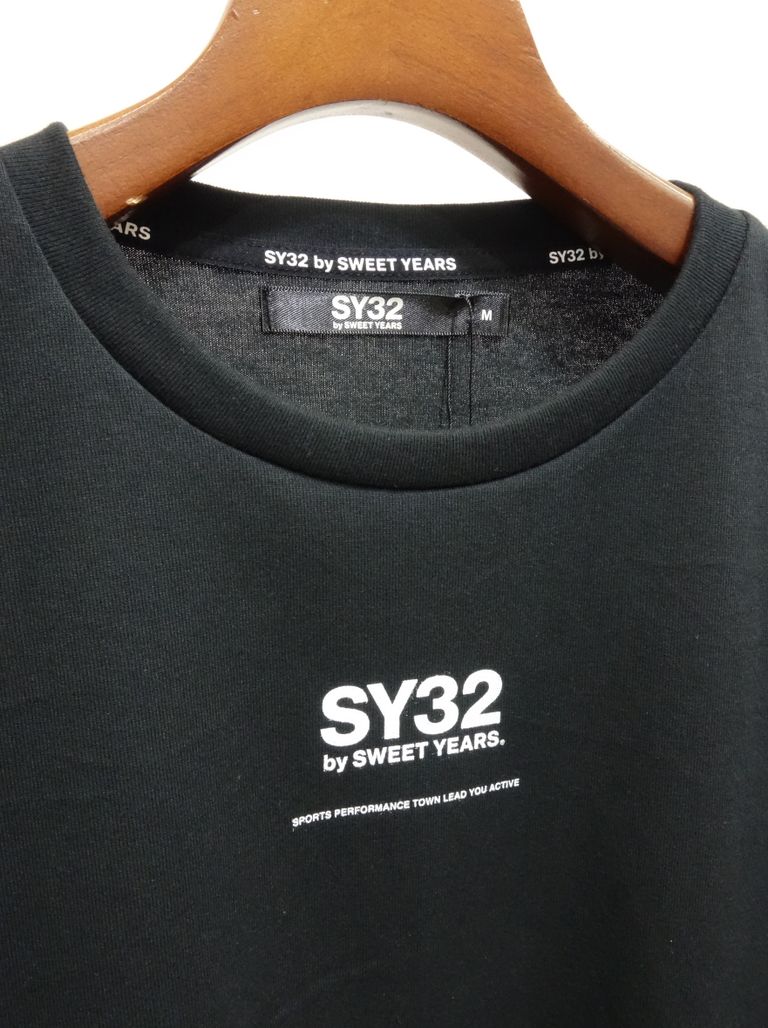 ARS
SY32 by SWEET YEARS
SY32 by
SY32
by SWEET YEARS
M
SY32
by SWEET YEARS.
SPORTS PERFORMANCE TOWN LEAD YOU ACTIVE